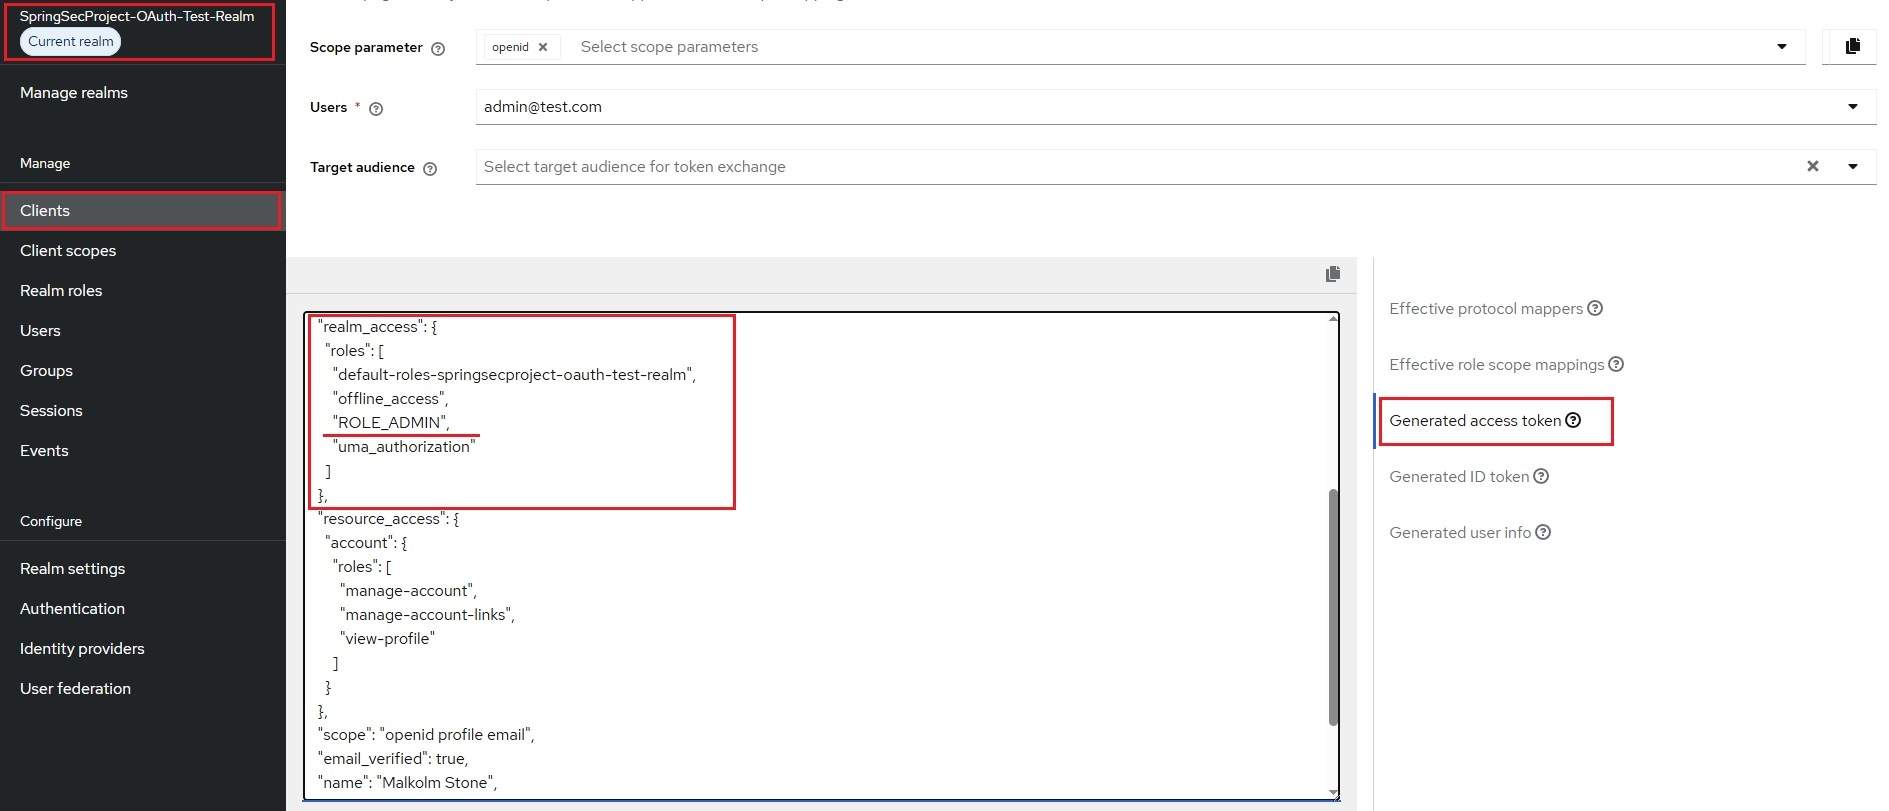 SpringSecProject-OAuth-Test-Realm
Current realm
Manage realms
Manage
Clients
Client scopes
Realm roles
Users
Groups
Sessions
Events
Configure
Realm settings
Authentication
Identity providers
User federation
Scope parameter
openid
Select scope parameters
Users *
admin@test.com
Target audience
Select target audience for token exchange
"realm_access": {
"roles": [
"default-roles-springsecproject-oauth-test-realm",
"offline_access",
"ROLE_ADMIN",
"uma_authorization"
]
},
"resource_access": {
"account": {
"roles": [
"manage-account",
"manage-account-links",
"view-profile"
]
}
},
"scope": "openid profile email",
"email_verified": true,
"name": "Malkolm Stone",
Effective protocol mappers
Effective role scope mappings
Generated access token
Generated ID token
Generated user info